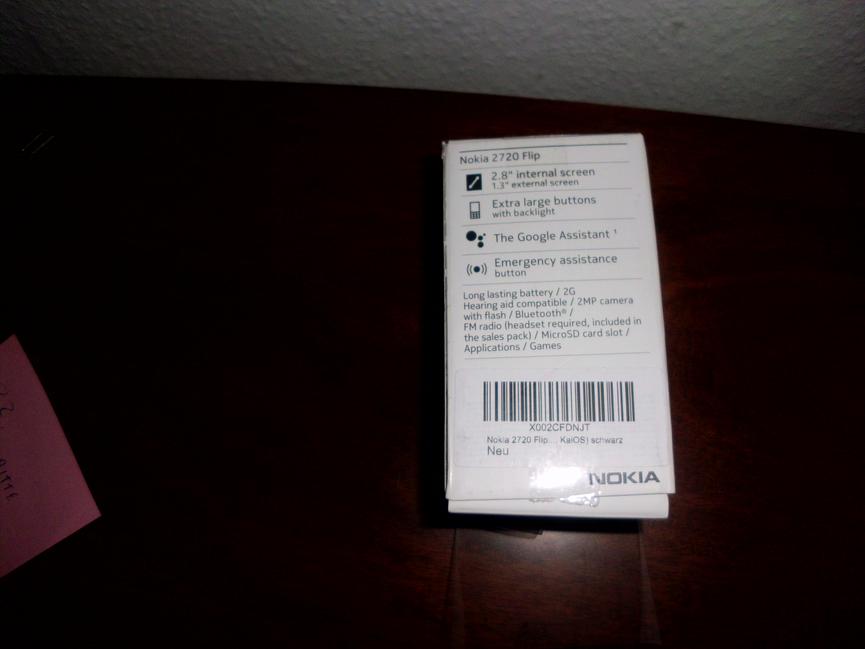 Nokia 2720 Flip
2.8" internal screen
1.3" external screen
Extra large buttons
with backlight
The Google Assistant ¹
Emergency assistance
button
Long lasting battery / 2G
Hearing aid compatible / 2MP camera
with flash / Bluetooth® /
FM radio (headset required, included in
the sales pack) / MicroSD card slot /
Applications / Games
X002CFDNJT
Nokia 2720 Flip... KaiOS) schwarz
Neu
NOKIA